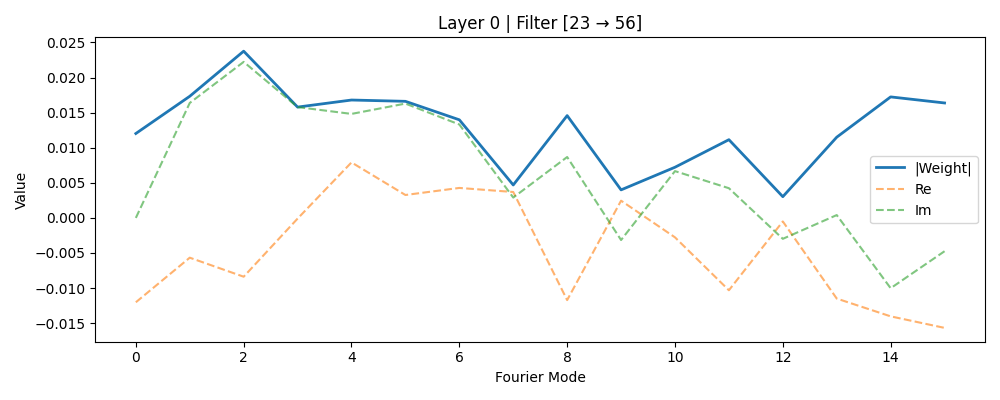 Layer 0 | Filter [23 → 56]
Value
0.025
0.020
0.015
0.010
0.005
0.000
−0.005
−0.010
−0.015
|Weight|
Re
Im
0 2 4 6 8 10 12 14
Fourier Mode